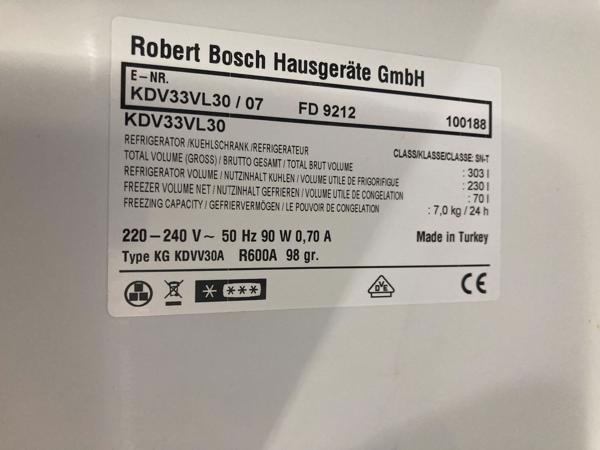 Robert Bosch Hausgeräte GmbH
E-NR.
KDV33VL30 / 07 FD 9212 100188
KDV33VL30
REFRIGERATOR /KUEHLSCHRANK /REFRIGERATEUR CLASS/KLASSE/CLASSE: SN-T
TOTAL VOLUME (GROSS) / BRUTTO GESAMT / TOTAL BRUT VOLUME : 303 l
REFRIGERATOR VOLUME / NUTZINHALT KUHLEN / VOLUME UTILE DE FRIGORIFIGUE : 230 l
FREEZER VOLUME NET / NUTZINHALT GEFRIEREN / VOLUME UTILE DE CONGELATION : 70 l
FREEZING CAPACITY / GEFRIERVERMÖGEN / LE POUVOIR DE CONGELATION : 7,0 kg / 24 h
220–240 V ~ 50 Hz 90 W 0,70 A Made in Turkey
Type KG KDVV30A R600A 98 gr.
* ***
DVE CE